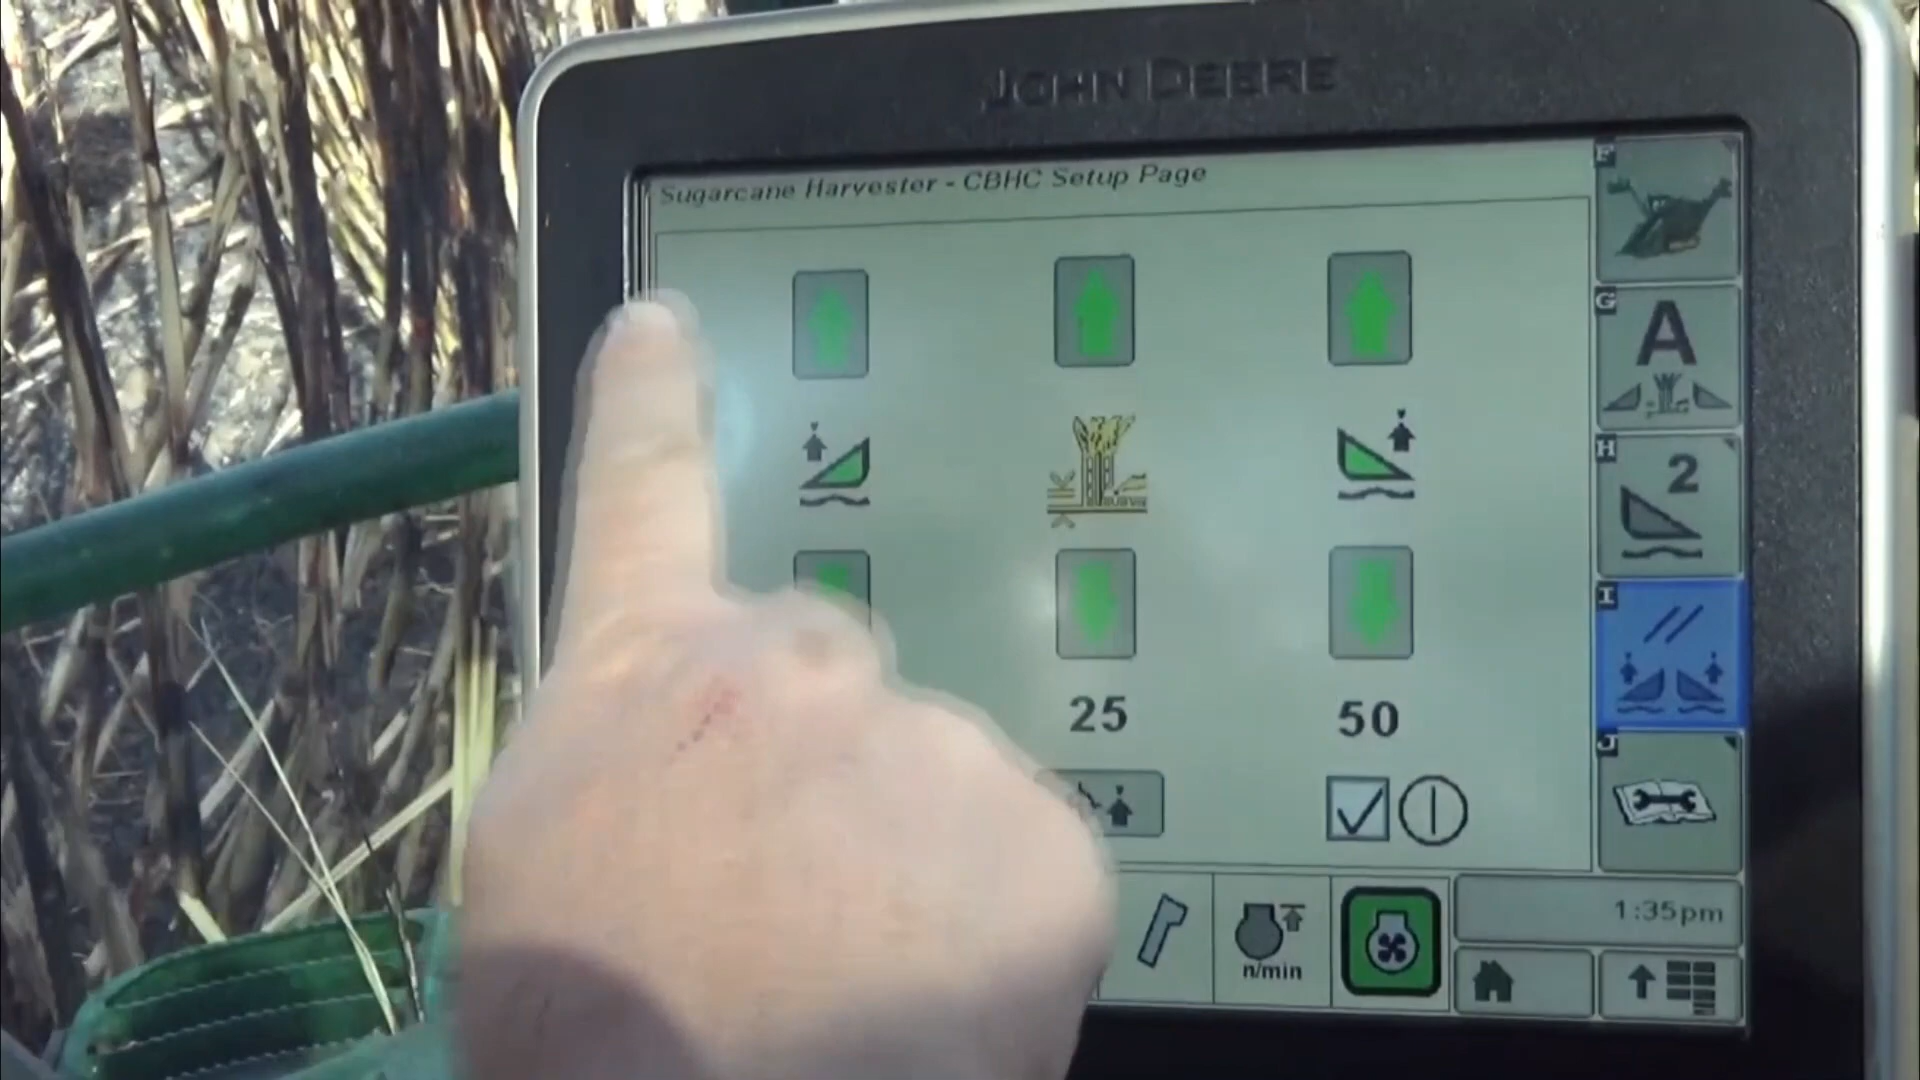 JOHN DEERE
Sugarcane Harvester - CBHC Setup Page
F
G
A
H
2
I
25
50
J
n/min
1:35pm